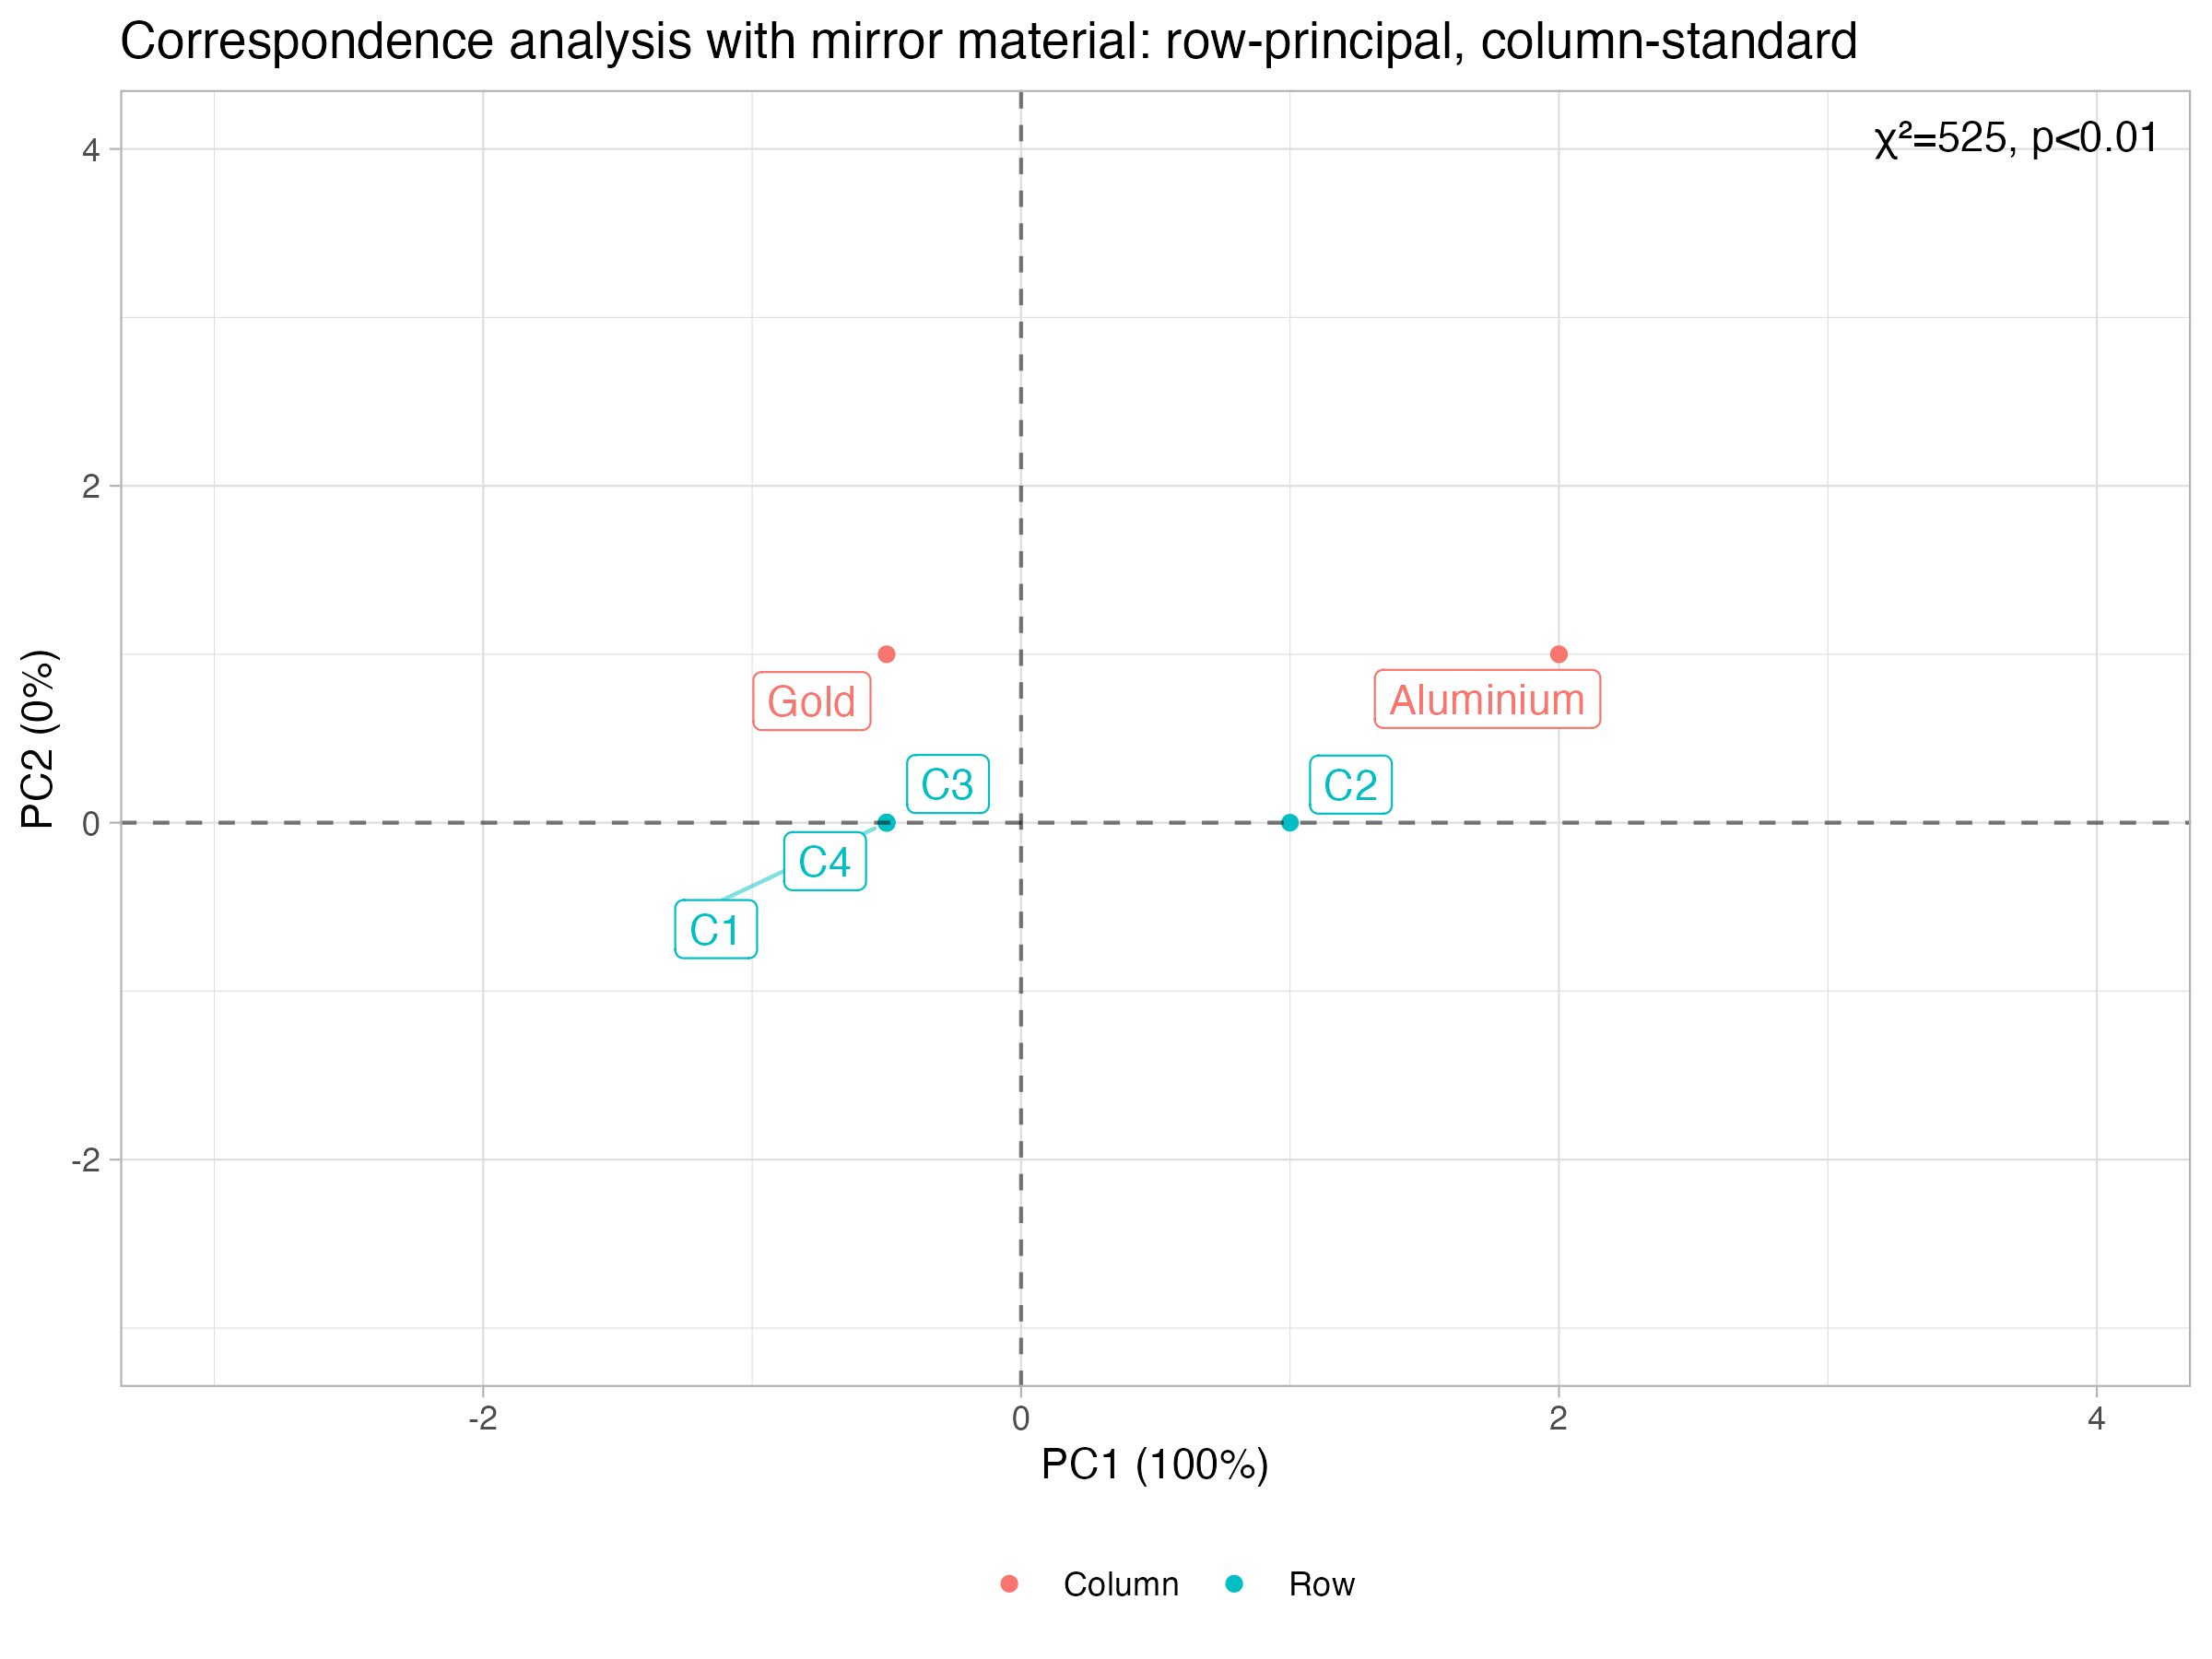 Correspondence analysis with mirror material: row-principal, column-standard
χ²=525, p<0.01
4
2
0
-2
PC2 (0%)
Gold
Aluminium
C3
C2
C4
C1
-2
0
2
4
PC1 (100%)
Column
Row